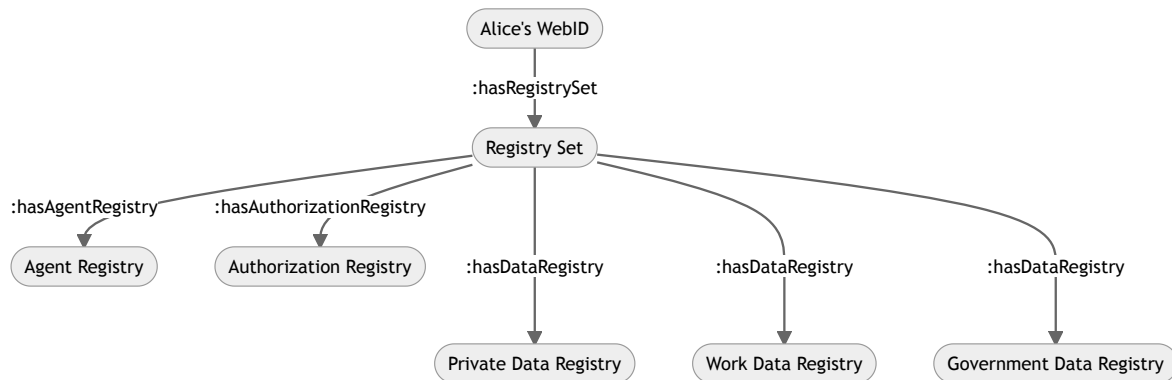 Alice's WebID
:hasRegistrySet
Registry Set
:hasAgentRegistry
:hasAuthorizationRegistry
Agent Registry
Authorization Registry
:hasDataRegistry
:hasDataRegistry
:hasDataRegistry
Private Data Registry
Work Data Registry
Government Data Registry